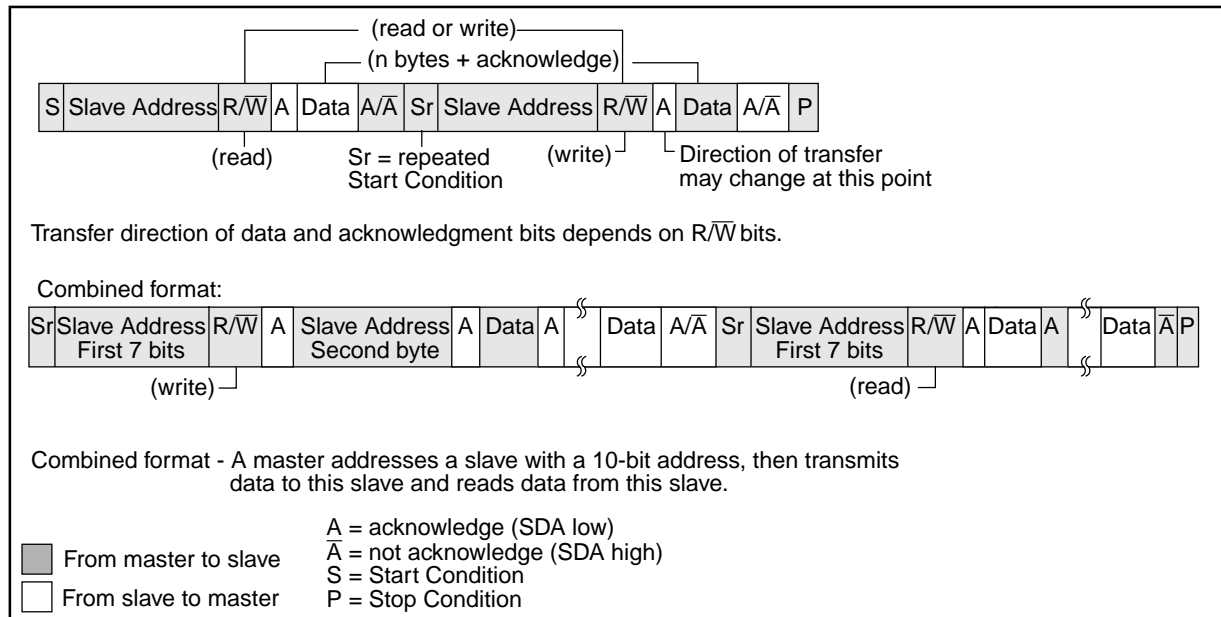 (read or write)
(n bytes + acknowledge)
S Slave Address R/W̅ A Data A/A̅ Sr Slave Address R/W̅ A Data A/A̅ P
(read) Sr = repeated Start Condition (write) Direction of transfer may change at this point
Transfer direction of data and acknowledgment bits depends on R/W̅ bits.
Combined format:
Sr Slave Address First 7 bits R/W̅ A Slave Address Second byte A Data A Data A/A̅ Sr Slave Address First 7 bits R/W̅ A Data A Data A̅ P
(write) (read)
Combined format - A master addresses a slave with a 10-bit address, then transmits
data to this slave and reads data from this slave.
From master to slave
From slave to master
A = acknowledge (SDA low)
A̅ = not acknowledge (SDA high)
S = Start Condition
P = Stop Condition